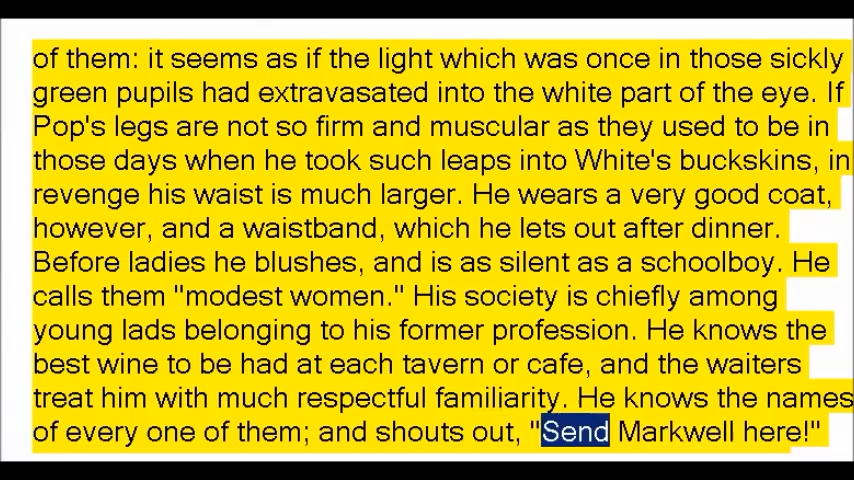 of them: it seems as if the light which was once in those sickly
green pupils had extravasated into the white part of the eye. If
Pop's legs are not so firm and muscular as they used to be in
those days when he took such leaps into White's buckskins, in
revenge his waist is much larger. He wears a very good coat,
however, and a waistband, which he lets out after dinner.
Before ladies he blushes, and is as silent as a schoolboy. He
calls them "modest women." His society is chiefly among
young lads belonging to his former profession. He knows the
best wine to be had at each tavern or cafe, and the waiters
treat him with much respectful familiarity. He knows the names
of every one of them; and shouts out, "Send Markwell here!"